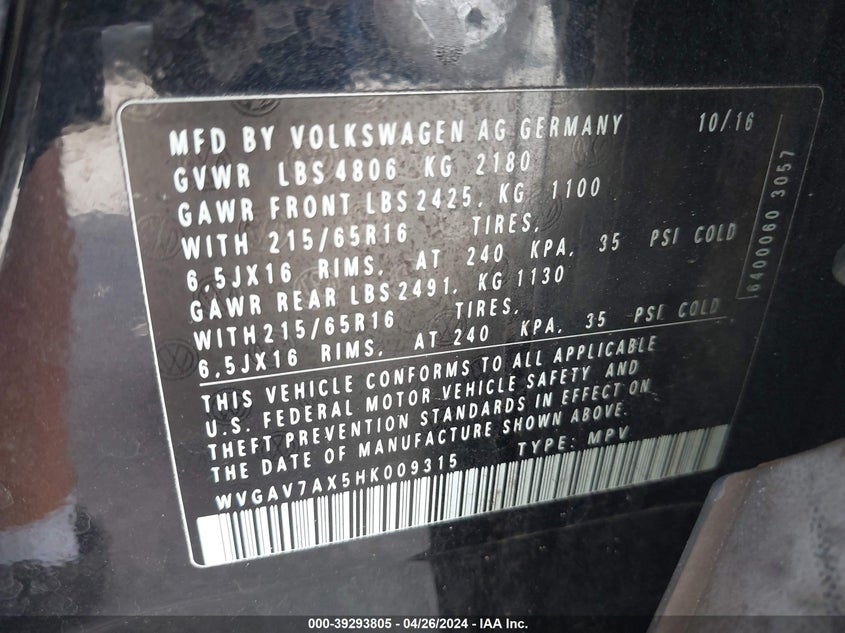 MFD BY VOLKSWAGEN AG GERMANY 10/16
GVWR LBS 4806 KG 2180
GAWR FRONT LBS 2425, KG 1100
WITH 215/65R16 TIRES,
6,5JX16 RIMS, AT 240 KPA, 35 PSI COLD
GAWR REAR LBS 2491, KG 1130
WITH 215/65R16 TIRES,
6,5JX16 RIMS, AT 240 KPA, 35 PSI COLD
THIS VEHICLE CONFORMS TO ALL APPLICABLE
U.S. FEDERAL MOTOR VEHICLE SAFETY AND
THEFT PREVENTION STANDARDS IN EFFECT ON
THE DATE OF MANUFACTURE SHOWN ABOVE.
WVGAV7AX5HK009315 TYPE: MPV
6400060 3057
000-39293805 - 04/26/2024 - IAA Inc.